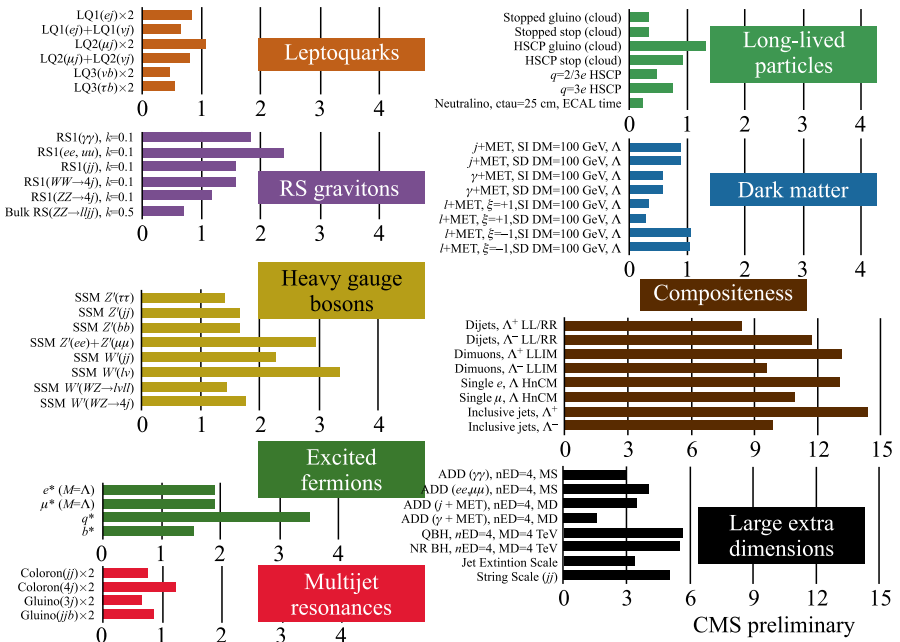 LQ1(ej)×2
LQ1(ej)+LQ1(νj)
LQ2(μj)×2
LQ2(μj)+LQ2(νj)
LQ3(νb)×2
LQ3(τb)×2
Leptoquarks
0 1 2 3 4
RS1(γγ), k=0.1
RS1(ee, uu), k=0.1
RS1(jj), k=0.1
RS1(WW→4j), k=0.1
RS1(ZZ→4j), k=0.1
Bulk RS(ZZ→lljj), k=0.5
RS gravitons
0 1 2 3 4
Heavy gauge
bosons
SSM Z'(ττ)
SSM Z'(jj)
SSM Z'(bb)
SSM Z'(ee)+Z'(μμ)
SSM W'(jj)
SSM W'(lv)
SSM W'(WZ→lvll)
SSM W'(WZ→4j)
0 1 2 3 4
Excited
fermions
e* (M=Λ)
μ* (M=Λ)
q*
b*
0 1 2 3 4
Coloron(jj)×2
Coloron(4j)×2
Gluino(3j)×2
Gluino(jjb)×2
Multijet
resonances
0 1 2 3 4
Stopped gluino (cloud)
Stopped stop (cloud)
HSCP gluino (cloud)
HSCP stop (cloud)
q=2/3e HSCP
q=3e HSCP
Neutralino, ctau=25 cm, ECAL time
Long-lived
particles
0 1 2 3 4
j+MET, SI DM=100 GeV, Λ
j+MET, SD DM=100 GeV, Λ
γ+MET, SI DM=100 GeV, Λ
γ+MET, SD DM=100 GeV, Λ
l+MET, ξ=+1,SI DM=100 GeV, Λ
l+MET, ξ=+1,SD DM=100 GeV, Λ
l+MET, ξ=−1,SI DM=100 GeV, Λ
l+MET, ξ=−1,SD DM=100 GeV, Λ
Dark matter
0 1 2 3 4
Compositeness
Dijets, Λ⁺ LL/RR
Dijets, Λ⁻ LL/RR
Dimuons, Λ⁺ LLIM
Dimuons, Λ⁻ LLIM
Single e, Λ HnCM
Single μ, Λ HnCM
Inclusive jets, Λ⁺
Inclusive jets, Λ⁻
0 3 6 9 12 15
ADD (γγ), nED=4, MS
ADD (ee,μμ), nED=4, MS
ADD (j + MET), nED=4, MD
ADD (γ + MET), nED=4, MD
QBH, nED=4, MD=4 TeV
NR BH, nED=4, MD=4 TeV
Jet Extintion Scale
String Scale (jj)
Large extra
dimensions
0 3 6 9 12 15
CMS preliminary